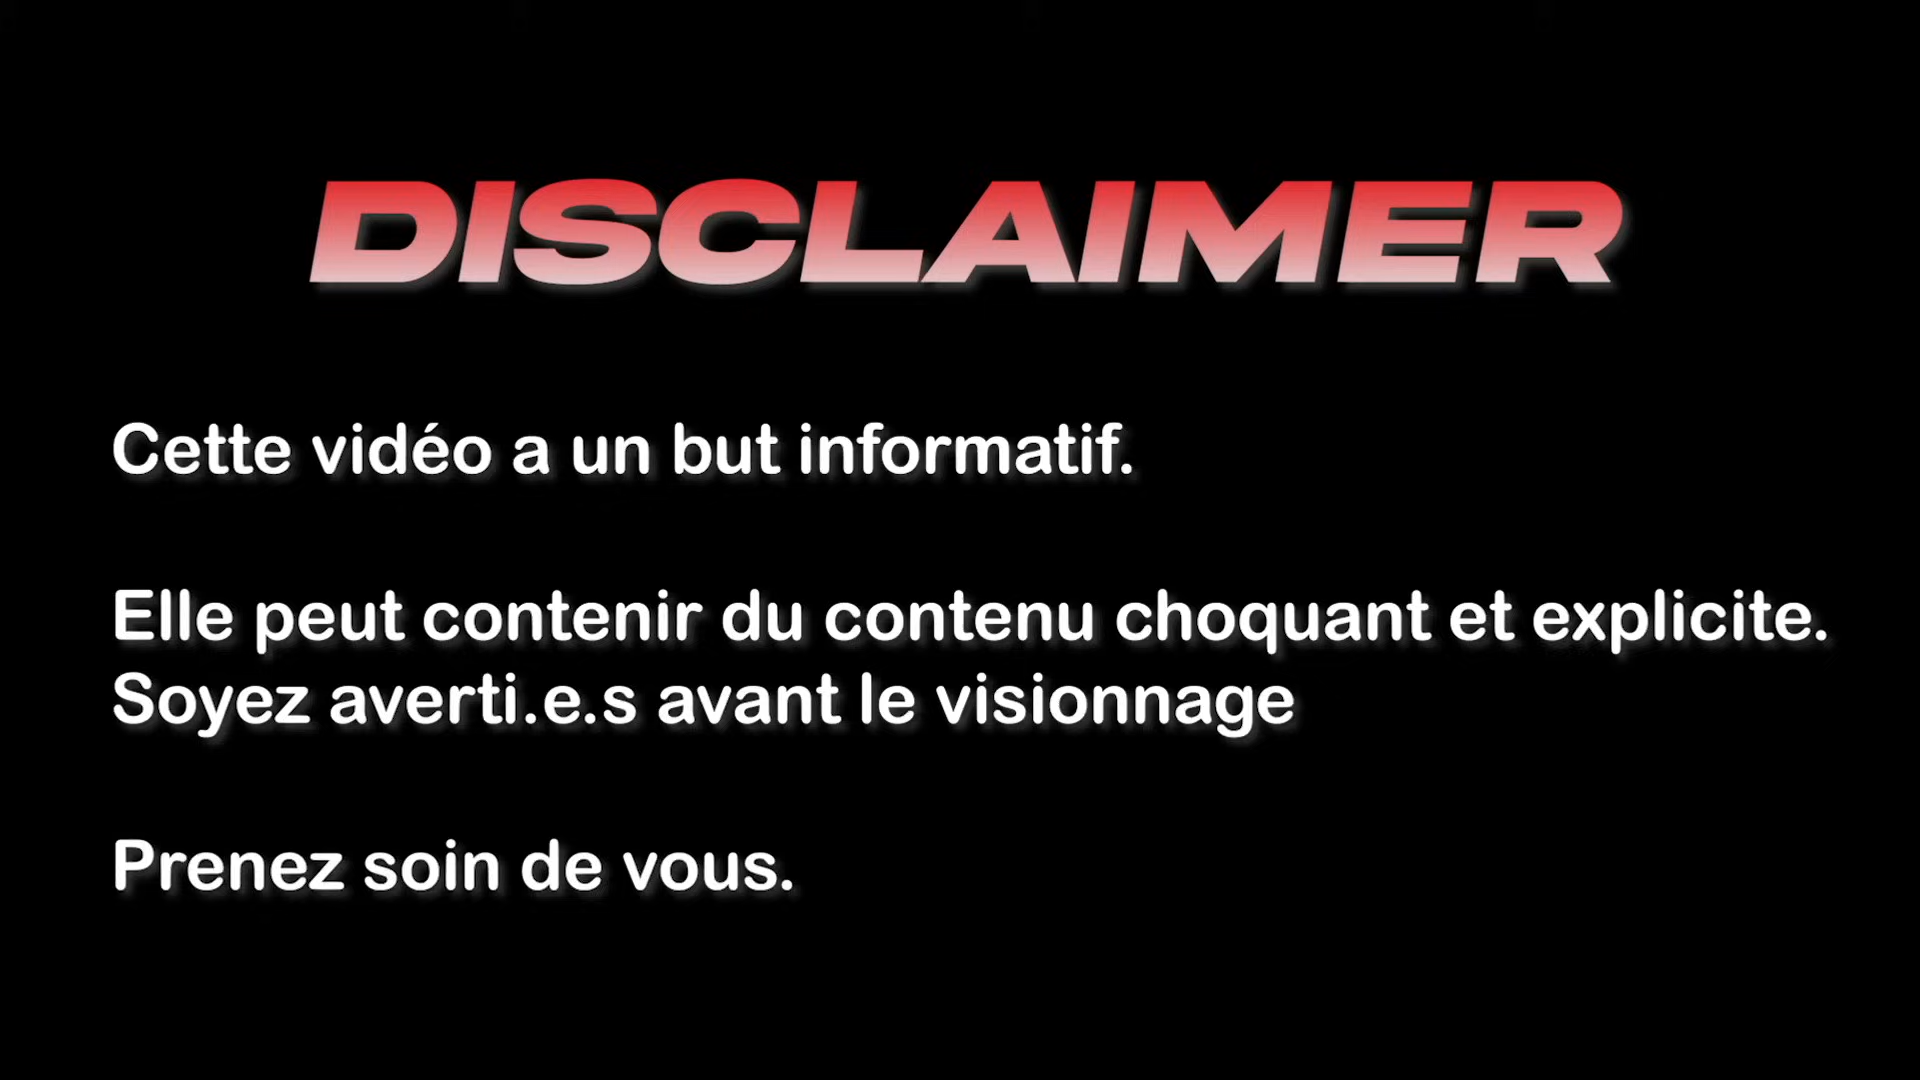 DISCLAIMER
Cette vidéo a un but informatif.
Elle peut contenir du contenu choquant et explicite.
Soyez averti.e.s avant le visionnage
Prenez soin de vous.